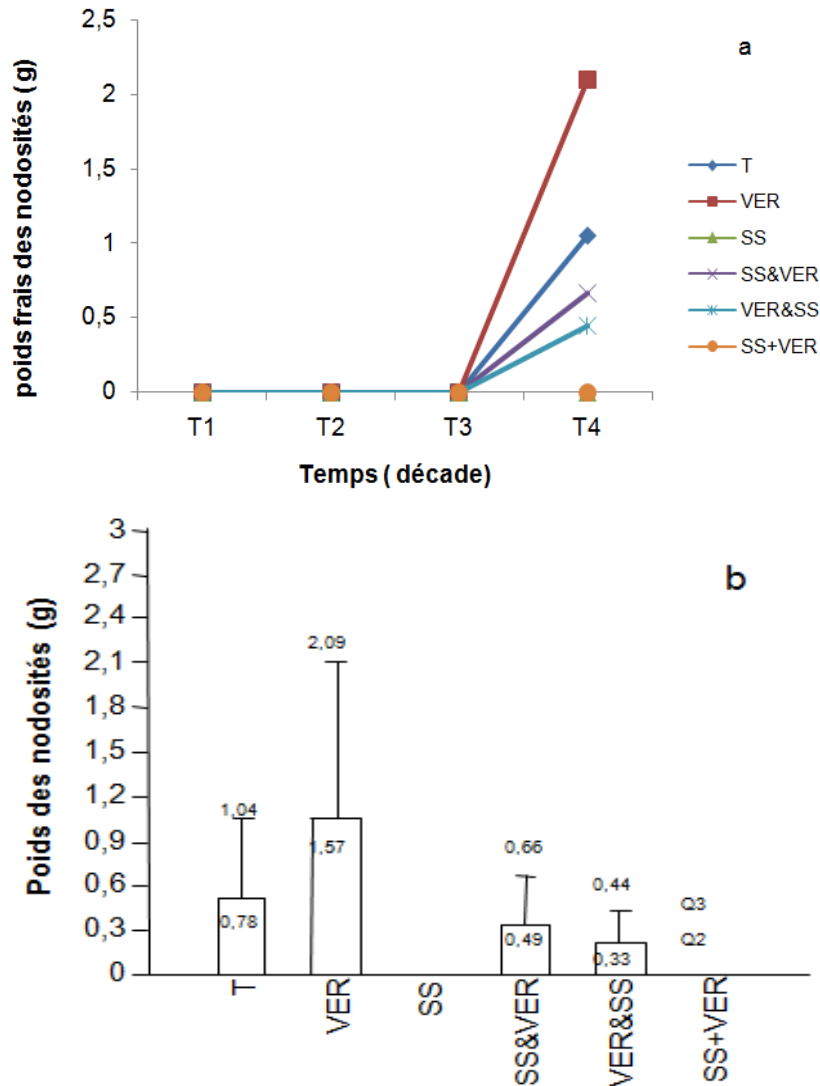 2,5
2
1,5
1
0,5
0
poids frais des nodosités ( g)
T1
T2
T3
T4
Temps ( décade)
a
T
VER
SS
SS&VER
VER&SS
SS+VER
b
Poids des nodosités (g)
3
2,7
2,4
2,1
1,8
1,5
1,2
0,9
0,6
0,3
0
1,04
0,78
2,09
1,57
0,66
0,49
0,44
0,33
Q3
Q2
T
VER
SS
SS&VER
VER&SS
SS+VER